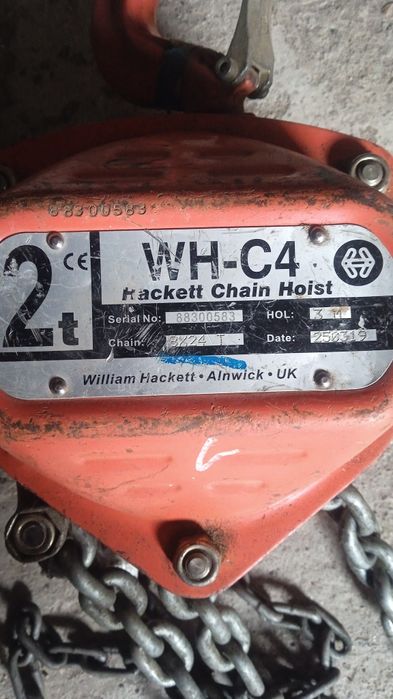 88300583
2t
CE
WH-C4
Hackett Chain Hoist
Serial No: 88300583 HOL: 3 M
Chain: 8X24 T Date: 250319
William Hackett • Alnwick • UK